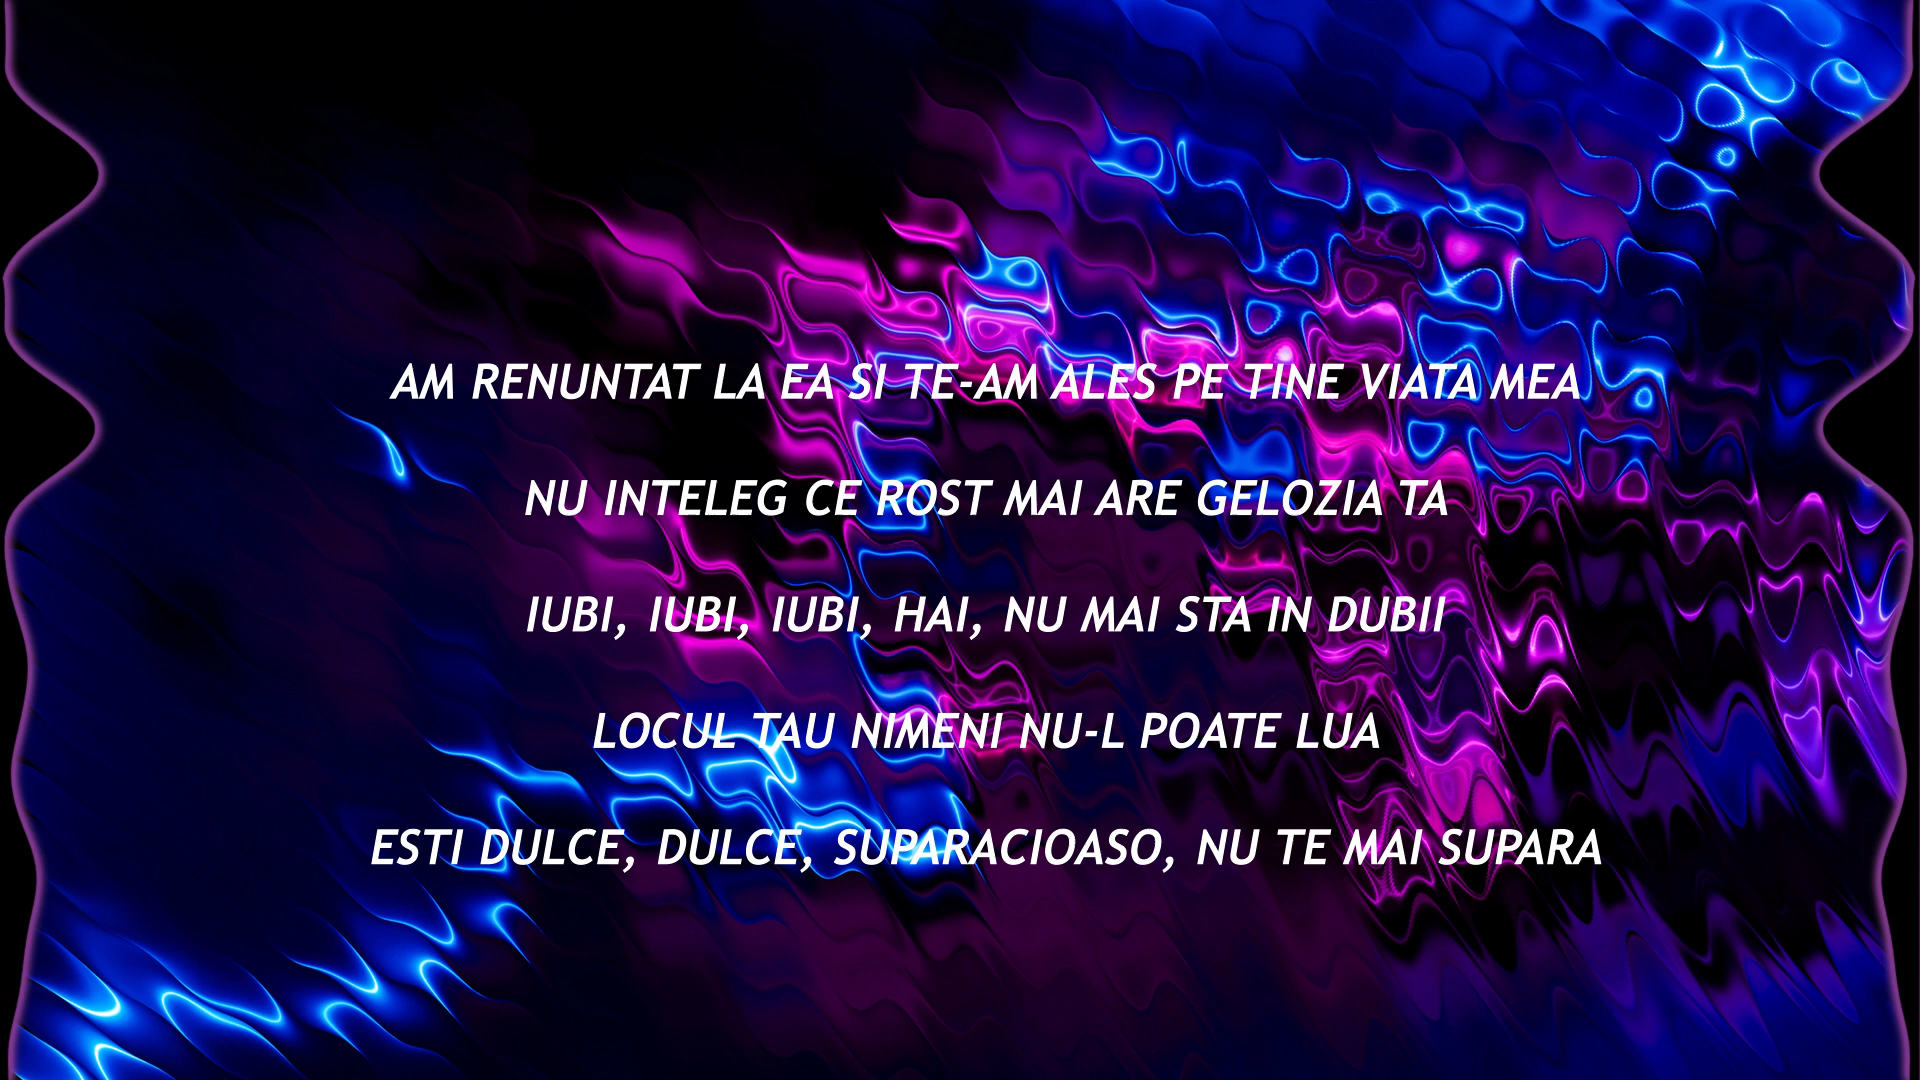 AM RENUNTAT LA EA SI TE-AM ALES PE TINE VIATA MEA
NU INTELEG CE ROST MAI ARE GELOZIA TA
IUBI, IUBI, IUBI, HAI, NU MAI STA IN DUBII
LOCUL TAU NIMENI NU-L POATE LUA
ESTI DULCE, DULCE, SUPARACIOASO, NU TE MAI SUPARA